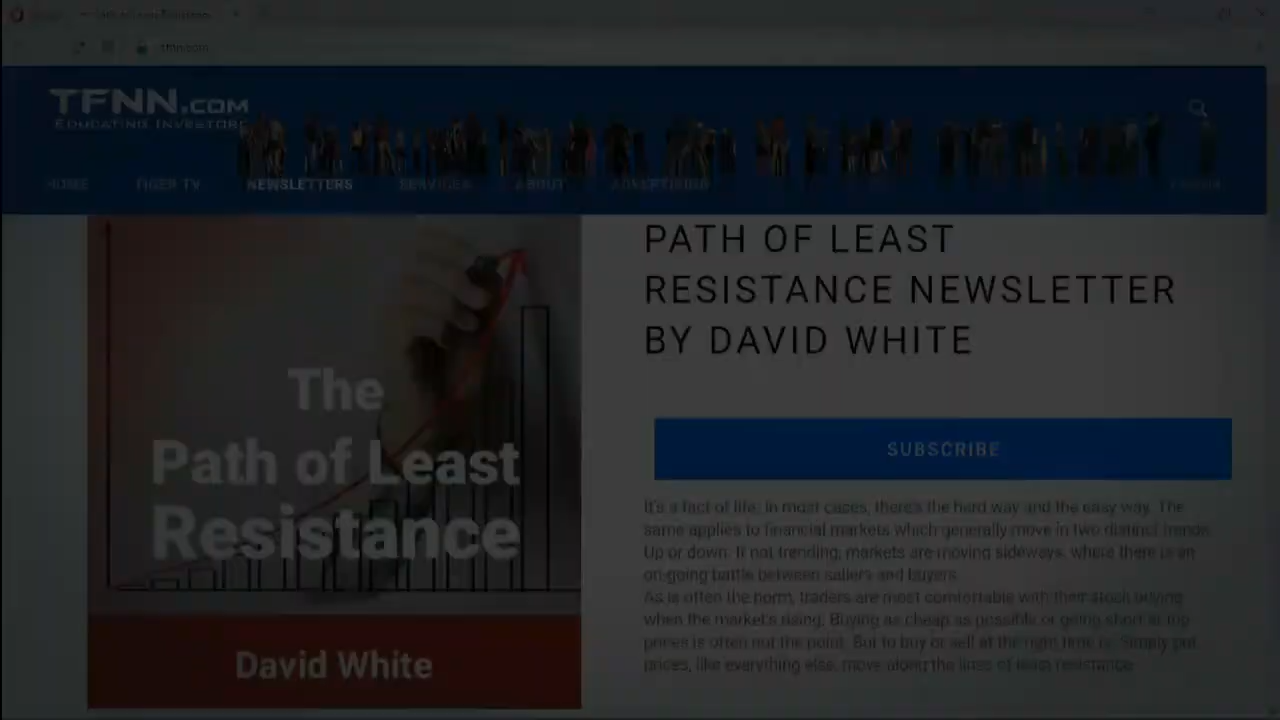 tfnn.com
TFNN.COM
EDUCATING INVESTORS
HOME TIGER TV NEWSLETTERS SERVICES ABOUT ADVERTISING
PATH OF LEAST
RESISTANCE NEWSLETTER
BY DAVID WHITE
The
Path of Least
Resistance
David White
SUBSCRIBE
It's a fact of life. In most cases, there's the hard way and the easy way. The
same applies to financial markets which generally move in two distinct trends.
Up or down. If not trending, markets are moving sideways, where there is an
on-going battle between sellers and buyers.
As is often the norm, traders are most comfortable with their stock buying
when the market's rising. Buying as cheap as possible or going short at top
prices is often not the point. But to buy or sell at the right time is. Simply put,
prices, like everything else, move along the lines of least resistance.